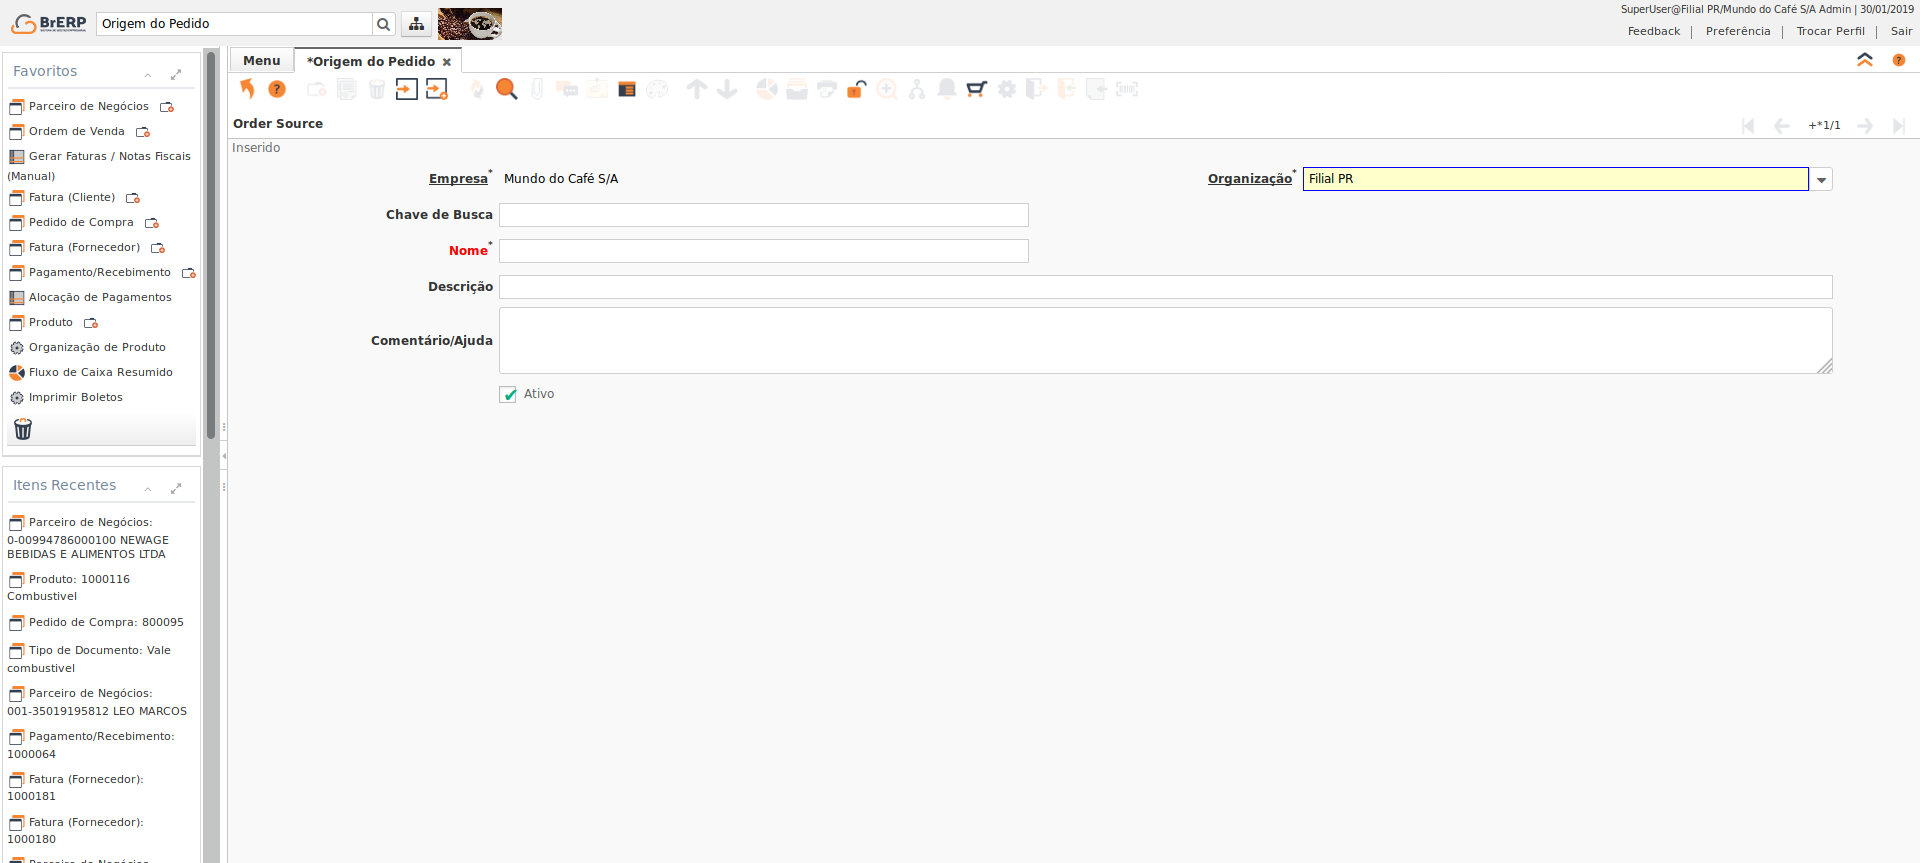 BrERP
Origem do Pedido
SuperUser@Filial PR/Mundo do Café S/A Admin | 30/01/2019
Feedback | Preferência | Trocar Perfil | Sair
Favoritos
Parceiro de Negócios
Ordem de Venda
Gerar Faturas / Notas Fiscais
(Manual)
Fatura (Cliente)
Pedido de Compra
Fatura (Fornecedor)
Pagamento/Recebimento
Alocação de Pagamentos
Produto
Organização de Produto
Fluxo de Caixa Resumido
Imprimir Boletos
Itens Recentes
Parceiro de Negócios:
0-00994786000100 NEWAGE
BEBIDAS E ALIMENTOS LTDA
Produto: 1000116
Combustivel
Pedido de Compra: 800095
Tipo de Documento: Vale
combustivel
Parceiro de Negócios:
001-35019195812 LEO MARCOS
Pagamento/Recebimento:
1000064
Fatura (Fornecedor):
1000181
Fatura (Fornecedor):
1000180
Parceiro de Negócios
Menu
*Origem do Pedido
Order Source
+*1/1
Inserido
Empresa* Mundo do Café S/A
Organização* Filial PR
Chave de Busca
Nome*
Descrição
Comentário/Ajuda
Ativo